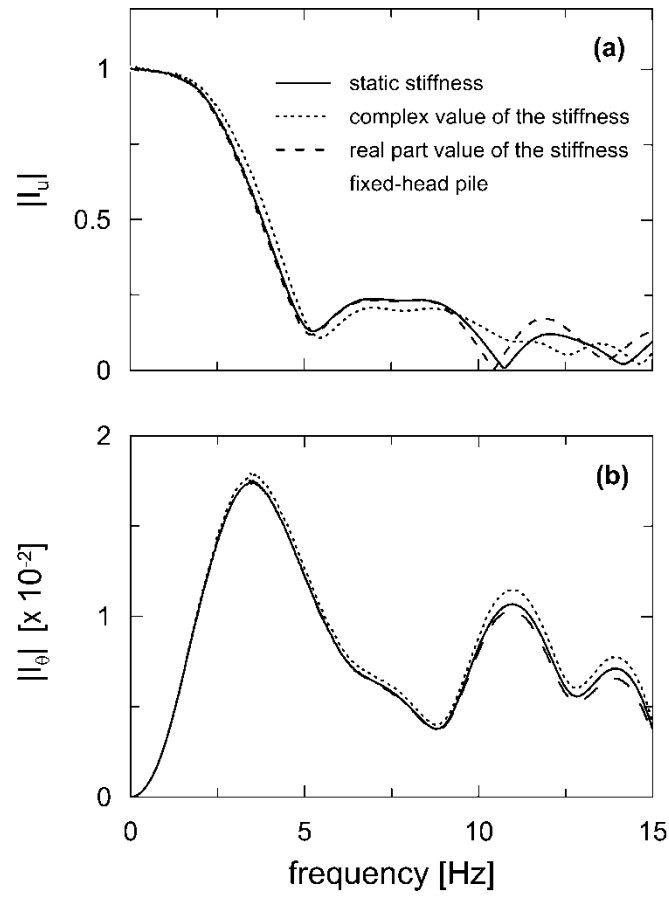 (a)
1
0.5
0
|I_u|
static stiffness
complex value of the stiffness
real part value of the stiffness
fixed-head pile
(b)
2
1
0
||I_θ| [x 10⁻²]
0 5 10 15
frequency [Hz]